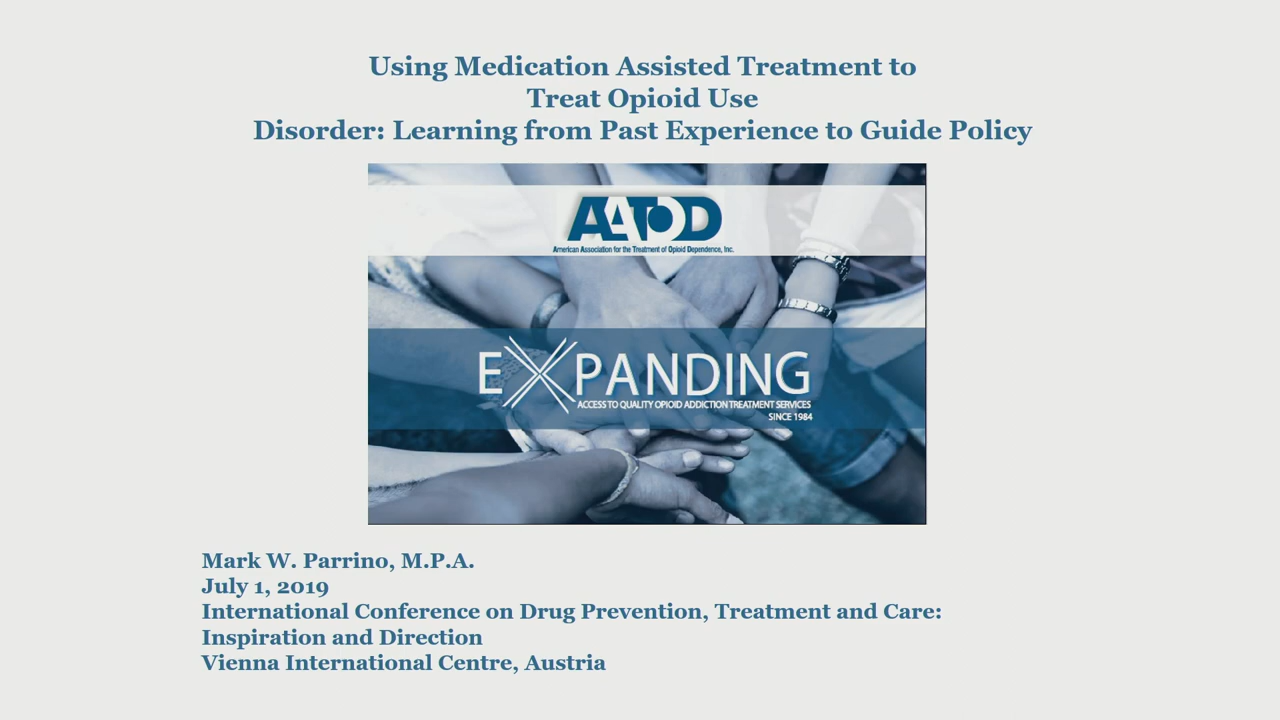 Using Medication Assisted Treatment to
Treat Opioid Use
Disorder: Learning from Past Experience to Guide Policy
AATOD
American Association for the Treatment of Opioid Dependence, Inc.
EXPANDING
ACCESS TO QUALITY OPIOID ADDICTION TREATMENT SERVICES
SINCE 1984
Mark W. Parrino, M.P.A.
July 1, 2019
International Conference on Drug Prevention, Treatment and Care:
Inspiration and Direction
Vienna International Centre, Austria